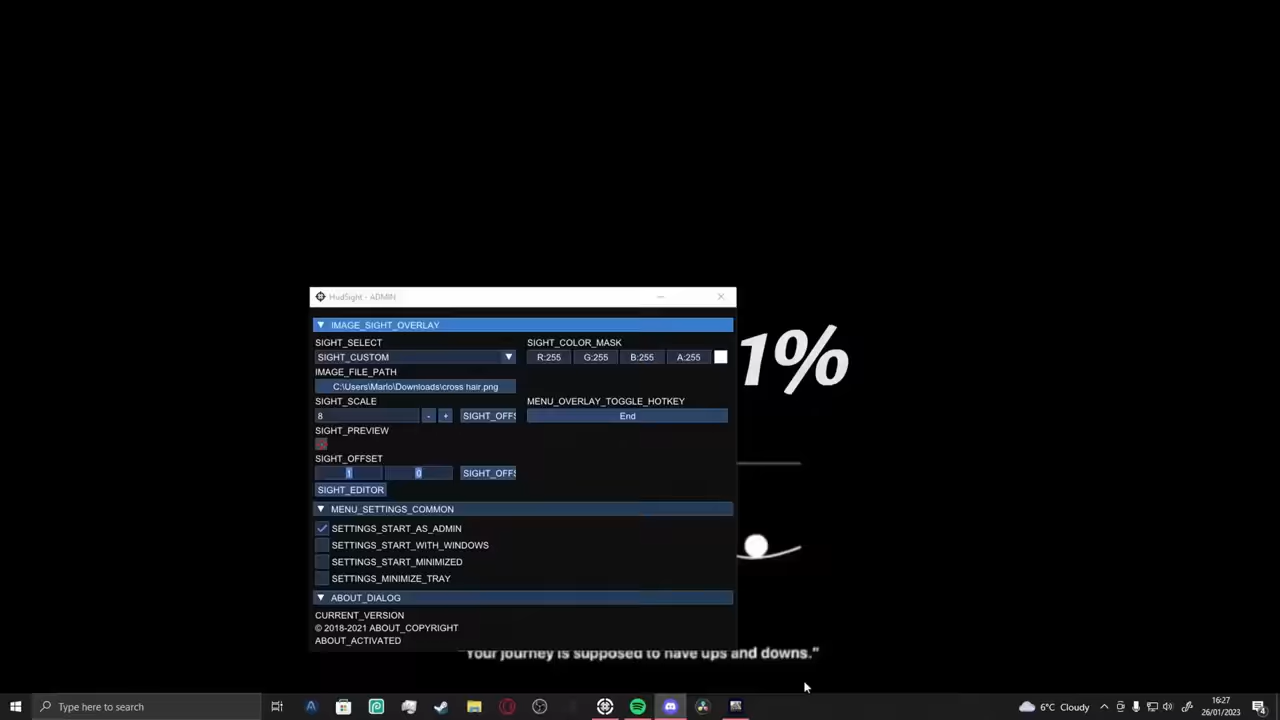 HudSight - ADMIN
IMAGE_SIGHT_OVERLAY
SIGHT_SELECT
SIGHT_COLOR_MASK
SIGHT_CUSTOM
R:255 G:255 B:255 A:255
IMAGE_FILE_PATH
C:\Users\Marlo\Downloads\cross hair.png
SIGHT_SCALE
MENU_OVERLAY_TOGGLE_HOTKEY
8 - + SIGHT_OFFS
End
SIGHT_PREVIEW
SIGHT_OFFSET
1 0 SIGHT_OFFS
SIGHT_EDITOR
MENU_SETTINGS_COMMON
SETTINGS_START_AS_ADMIN
SETTINGS_START_WITH_WINDOWS
SETTINGS_START_MINIMIZED
SETTINGS_MINIMIZE_TRAY
ABOUT_DIALOG
CURRENT_VERSION
© 2018-2021 ABOUT_COPYRIGHT
ABOUT_ACTIVATED
1%
"Your journey is supposed to have ups and downs."
Type here to search
6°C Cloudy
16:27
26/01/2023